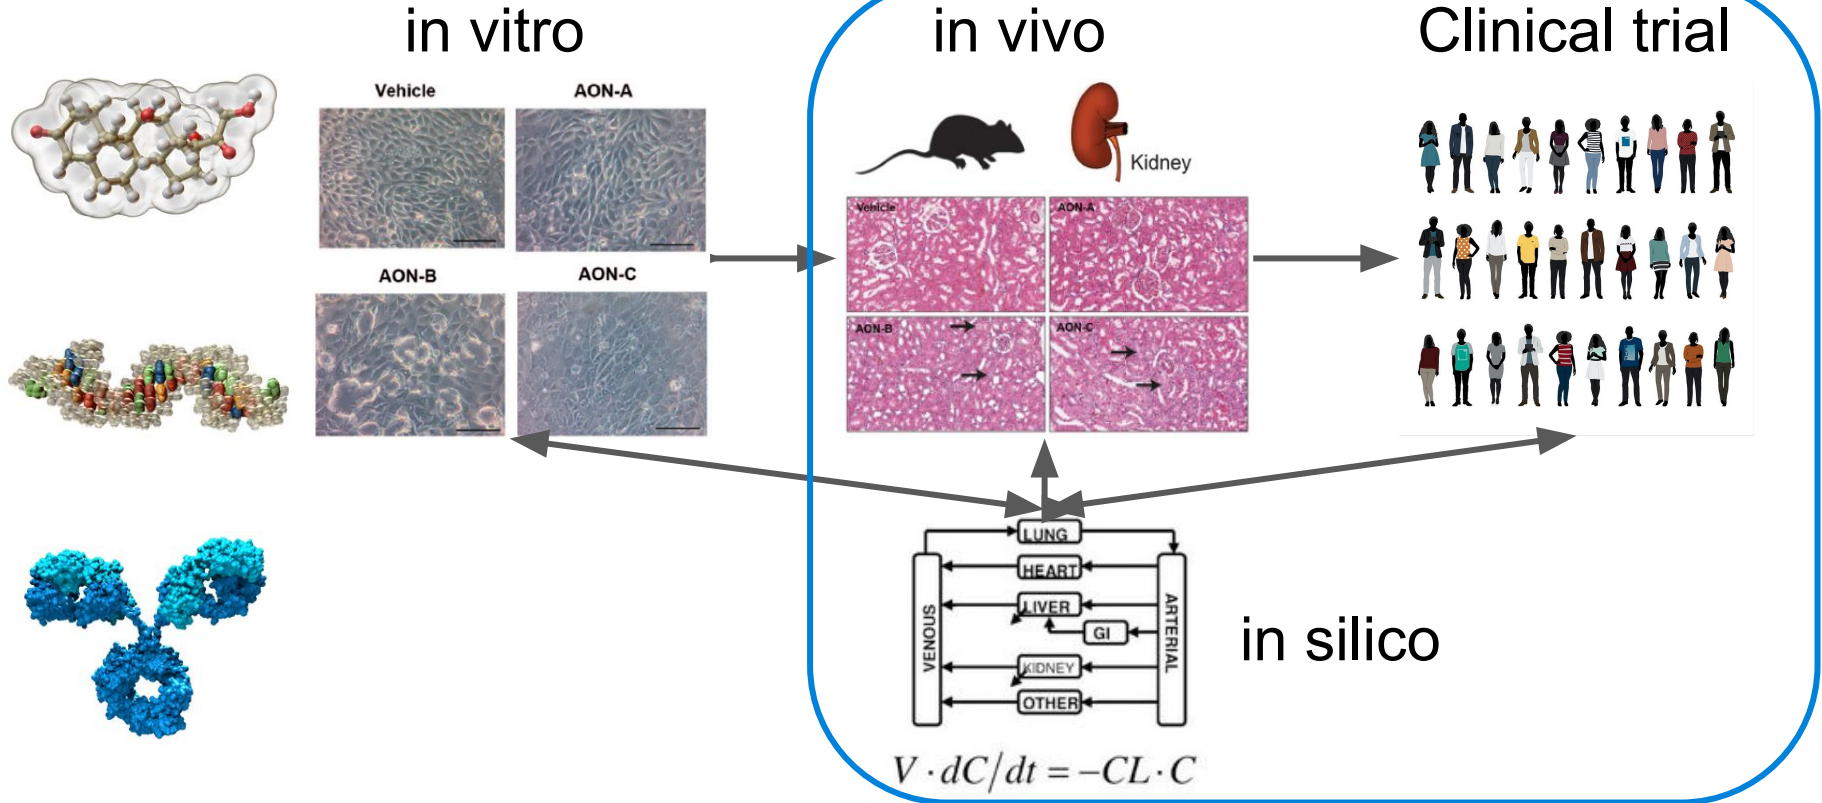 in vitro
in vivo
Clinical trial
Vehicle
AON-A
AON-B
AON-C
Kidney
Vehicle
AON-A
AON-B
AON-C
LUNG
HEART
LIVER
GI
KIDNEY
OTHER
VENOUS
ARTERIAL
in silico
V · dC/dt = −CL · C